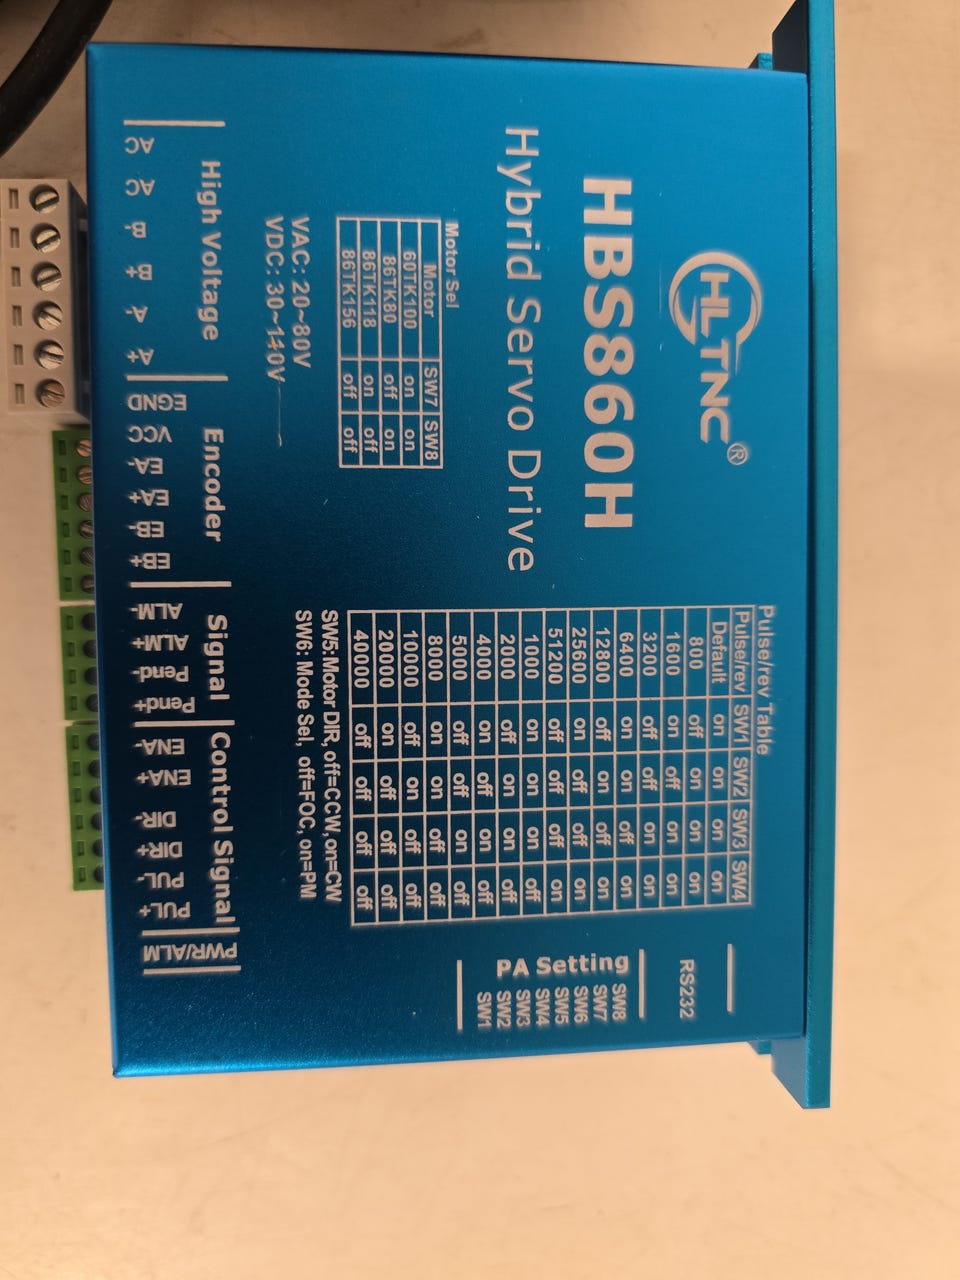 HLTNC®
HBS860H
Hybrid Servo Drive
Motor Sel
Motor SW7 SW8
60TK100 on on
86TK80 off on
86TK118 on off
86TK156 off off
VAC: 20~80V
VDC: 30~110V
Pulse/rev Table
Pulse/rev SW1 SW2 SW3 SW4
Default on on on on
800 off on on on
1600 on off on on
3200 off off on on
6400 on on off on
12800 off on off on
25600 on off off on
51200 off off off on
1000 on on on off
2000 off on on off
4000 on off on off
5000 off off on off
8000 on on off off
10000 off on off off
20000 on off off off
40000 off off off off
SW5: Motor DIR, off=CCW, on=CW
SW6: Mode Sel, off=FOC, on=PM
RS232
PA Setting
SW8
SW7
SW6
SW5
SW4
SW3
SW2
SW1
High Voltage
AC
AC
B-
B+
A-
A+
Encoder
EGND
VCC
EA-
EA+
EB-
EB+
Signal
ALM-
ALM+
Pend-
Pend+
Control Signal
ENA-
ENA+
DIR-
DIR+
PUL-
PUL+
PWR/ALM